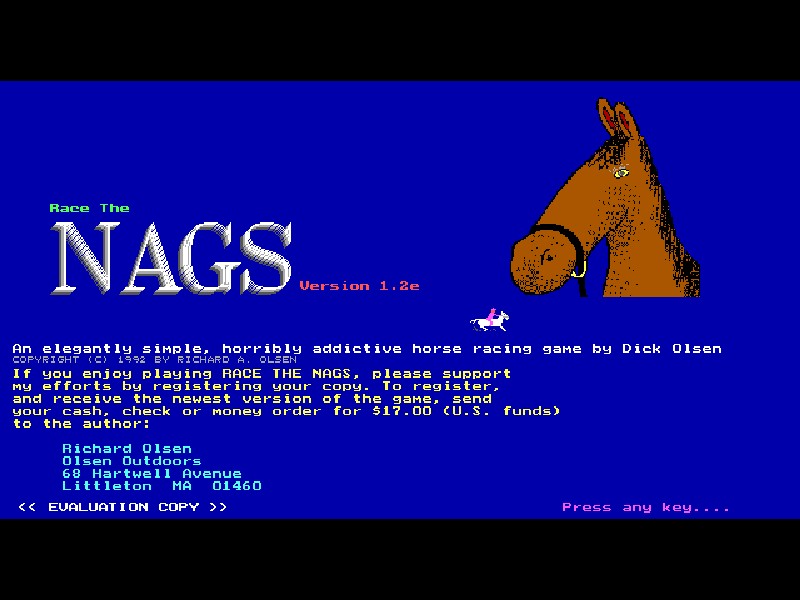 Race The
NAGS
Version 1.2e
An elegantly simple, horribly addictive horse racing game by Dick Olsen
COPYRIGHT (C) 1992 BY RICHARD A. OLSEN
If you enjoy playing RACE THE NAGS, please support
my efforts by registering your copy. To register,
and receive the newest version of the game, send
your cash, check or money order for $17.00 (U.S. funds)
to the author:
Richard Olsen
Olsen Outdoors
68 Hartwell Avenue
Littleton  MA  01460
<< EVALUATION COPY >>
Press any key....